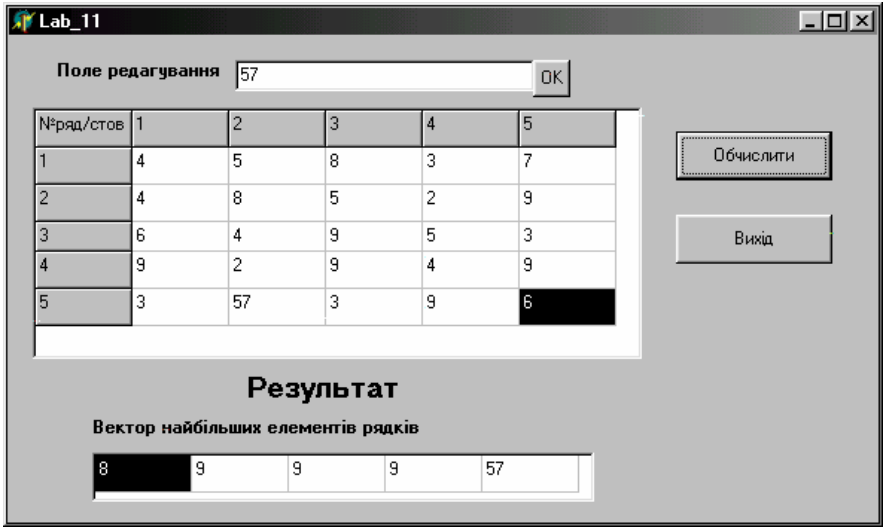 Lab_11
Поле редагування 57 OK
№ряд/стов 1 2 3 4 5
1 4 5 8 3 7
Обчислити
2 4 8 5 2 9
3 6 4 9 5 3
Вихід
4 9 2 9 4 9
5 3 57 3 9 6
Результат
Вектор найбільших елементів рядків
8 9 9 9 57